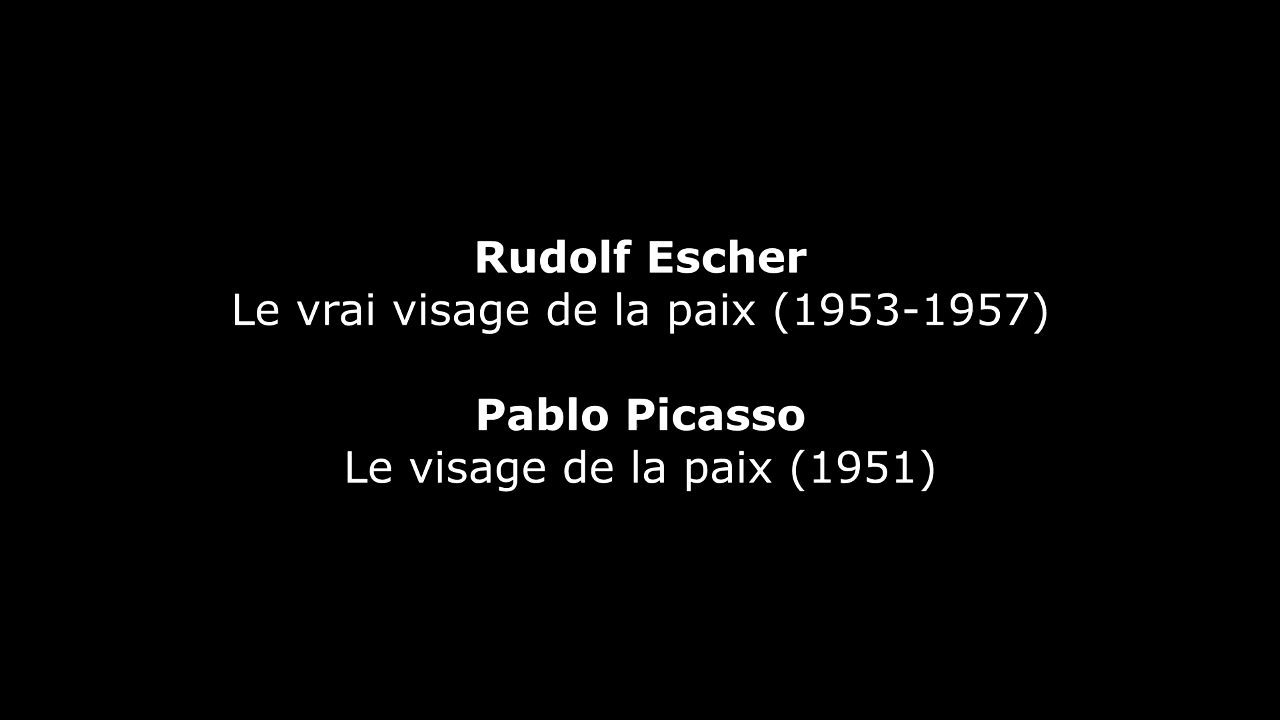 Rudolf Escher
Le vrai visage de la paix (1953-1957)
Pablo Picasso
Le visage de la paix (1951)